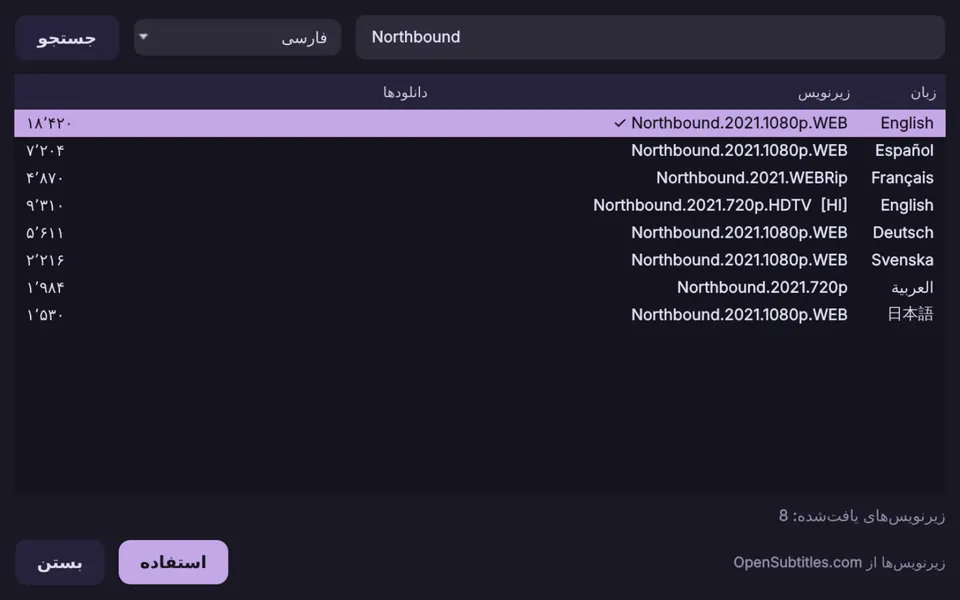 Northbound فارسی جستجو
زبان زیرنویس دانلودها
English Northbound.2021.1080p.WEB ✓ ۱۸٬۴۲۰
Español Northbound.2021.1080p.WEB ۷٬۲۰۴
Français Northbound.2021.WEBRip ۴٬۸۷۰
English Northbound.2021.720p.HDTV [HI] ۹٬۳۱۰
Deutsch Northbound.2021.1080p.WEB ۵٬۶۱۱
Svenska Northbound.2021.1080p.WEB ۲٬۲۱۶
العربية Northbound.2021.720p ۱٬۹۸۴
日本語 Northbound.2021.1080p.WEB ۱٬۵۳۰
زیرنویس‌های یافت‌شده: 8
زیرنویس‌ها از OpenSubtitles.com
استفاده بستن